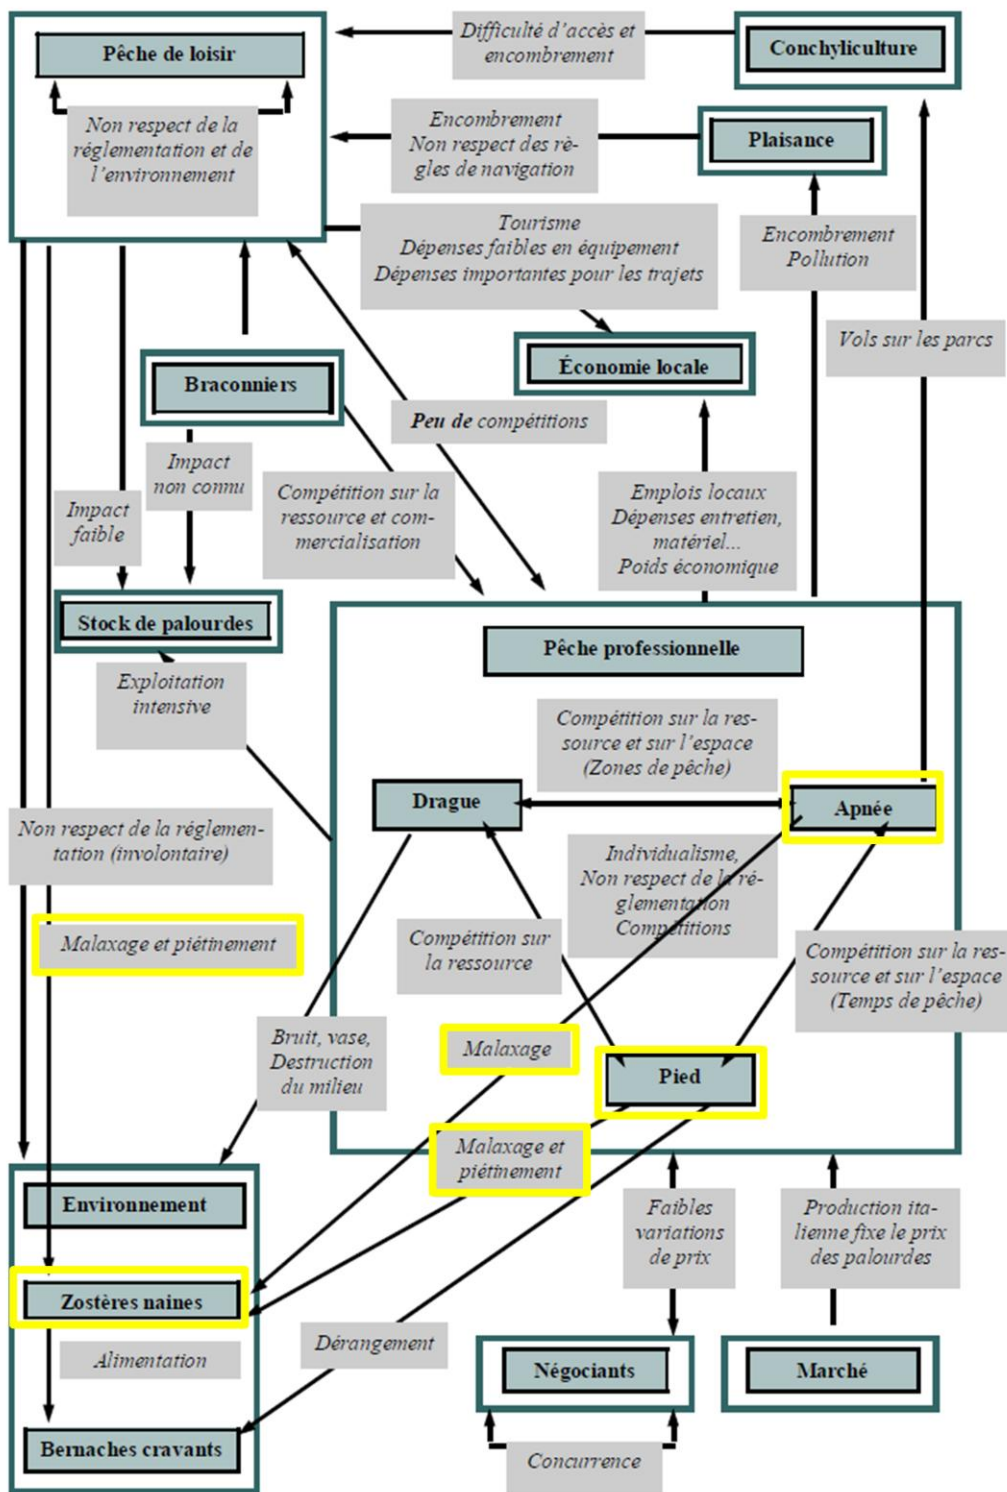 Pêche de loisir
Difficulté d'accès et
encombrement
Conchyliculture
Non respect de la
réglementation et de
l'environnement
Encombrement
Non respect des rè-
gles de navigation
Plaisance
Tourisme
Dépenses faibles en équipement
Dépenses importantes pour les trajets
Encombrement
Pollution
Vols sur les parcs
Économie locale
Braconniers
Peu de compétitions
Impact
non connu
Impact
faible
Compétition sur la
ressource et com-
mercialisation
Emplois locaux
Dépenses entretien,
matériel...
Poids économique
Stock de palourdes
Pêche professionnelle
Exploitation
intensive
Compétition sur la res-
source et sur l'espace
(Zones de pêche)
Drague
Apnée
Non respect de la réglemen-
tation (involontaire)
Individualisme,
Non respect de la ré-
glementation
Compétitions
Malaxage et piétinement
Compétition sur
la ressource
Compétition sur la res-
source et sur l'espace
(Temps de pêche)
Bruit, vase,
Destruction
du milieu
Malaxage
Pied
Malaxage et
piétinement
Environnement
Faibles
variations
de prix
Production ita-
lienne fixe le prix
des palourdes
Zostères naines
Alimentation
Dérangement
Négociants
Marché
Bernaches cravants
Concurrence